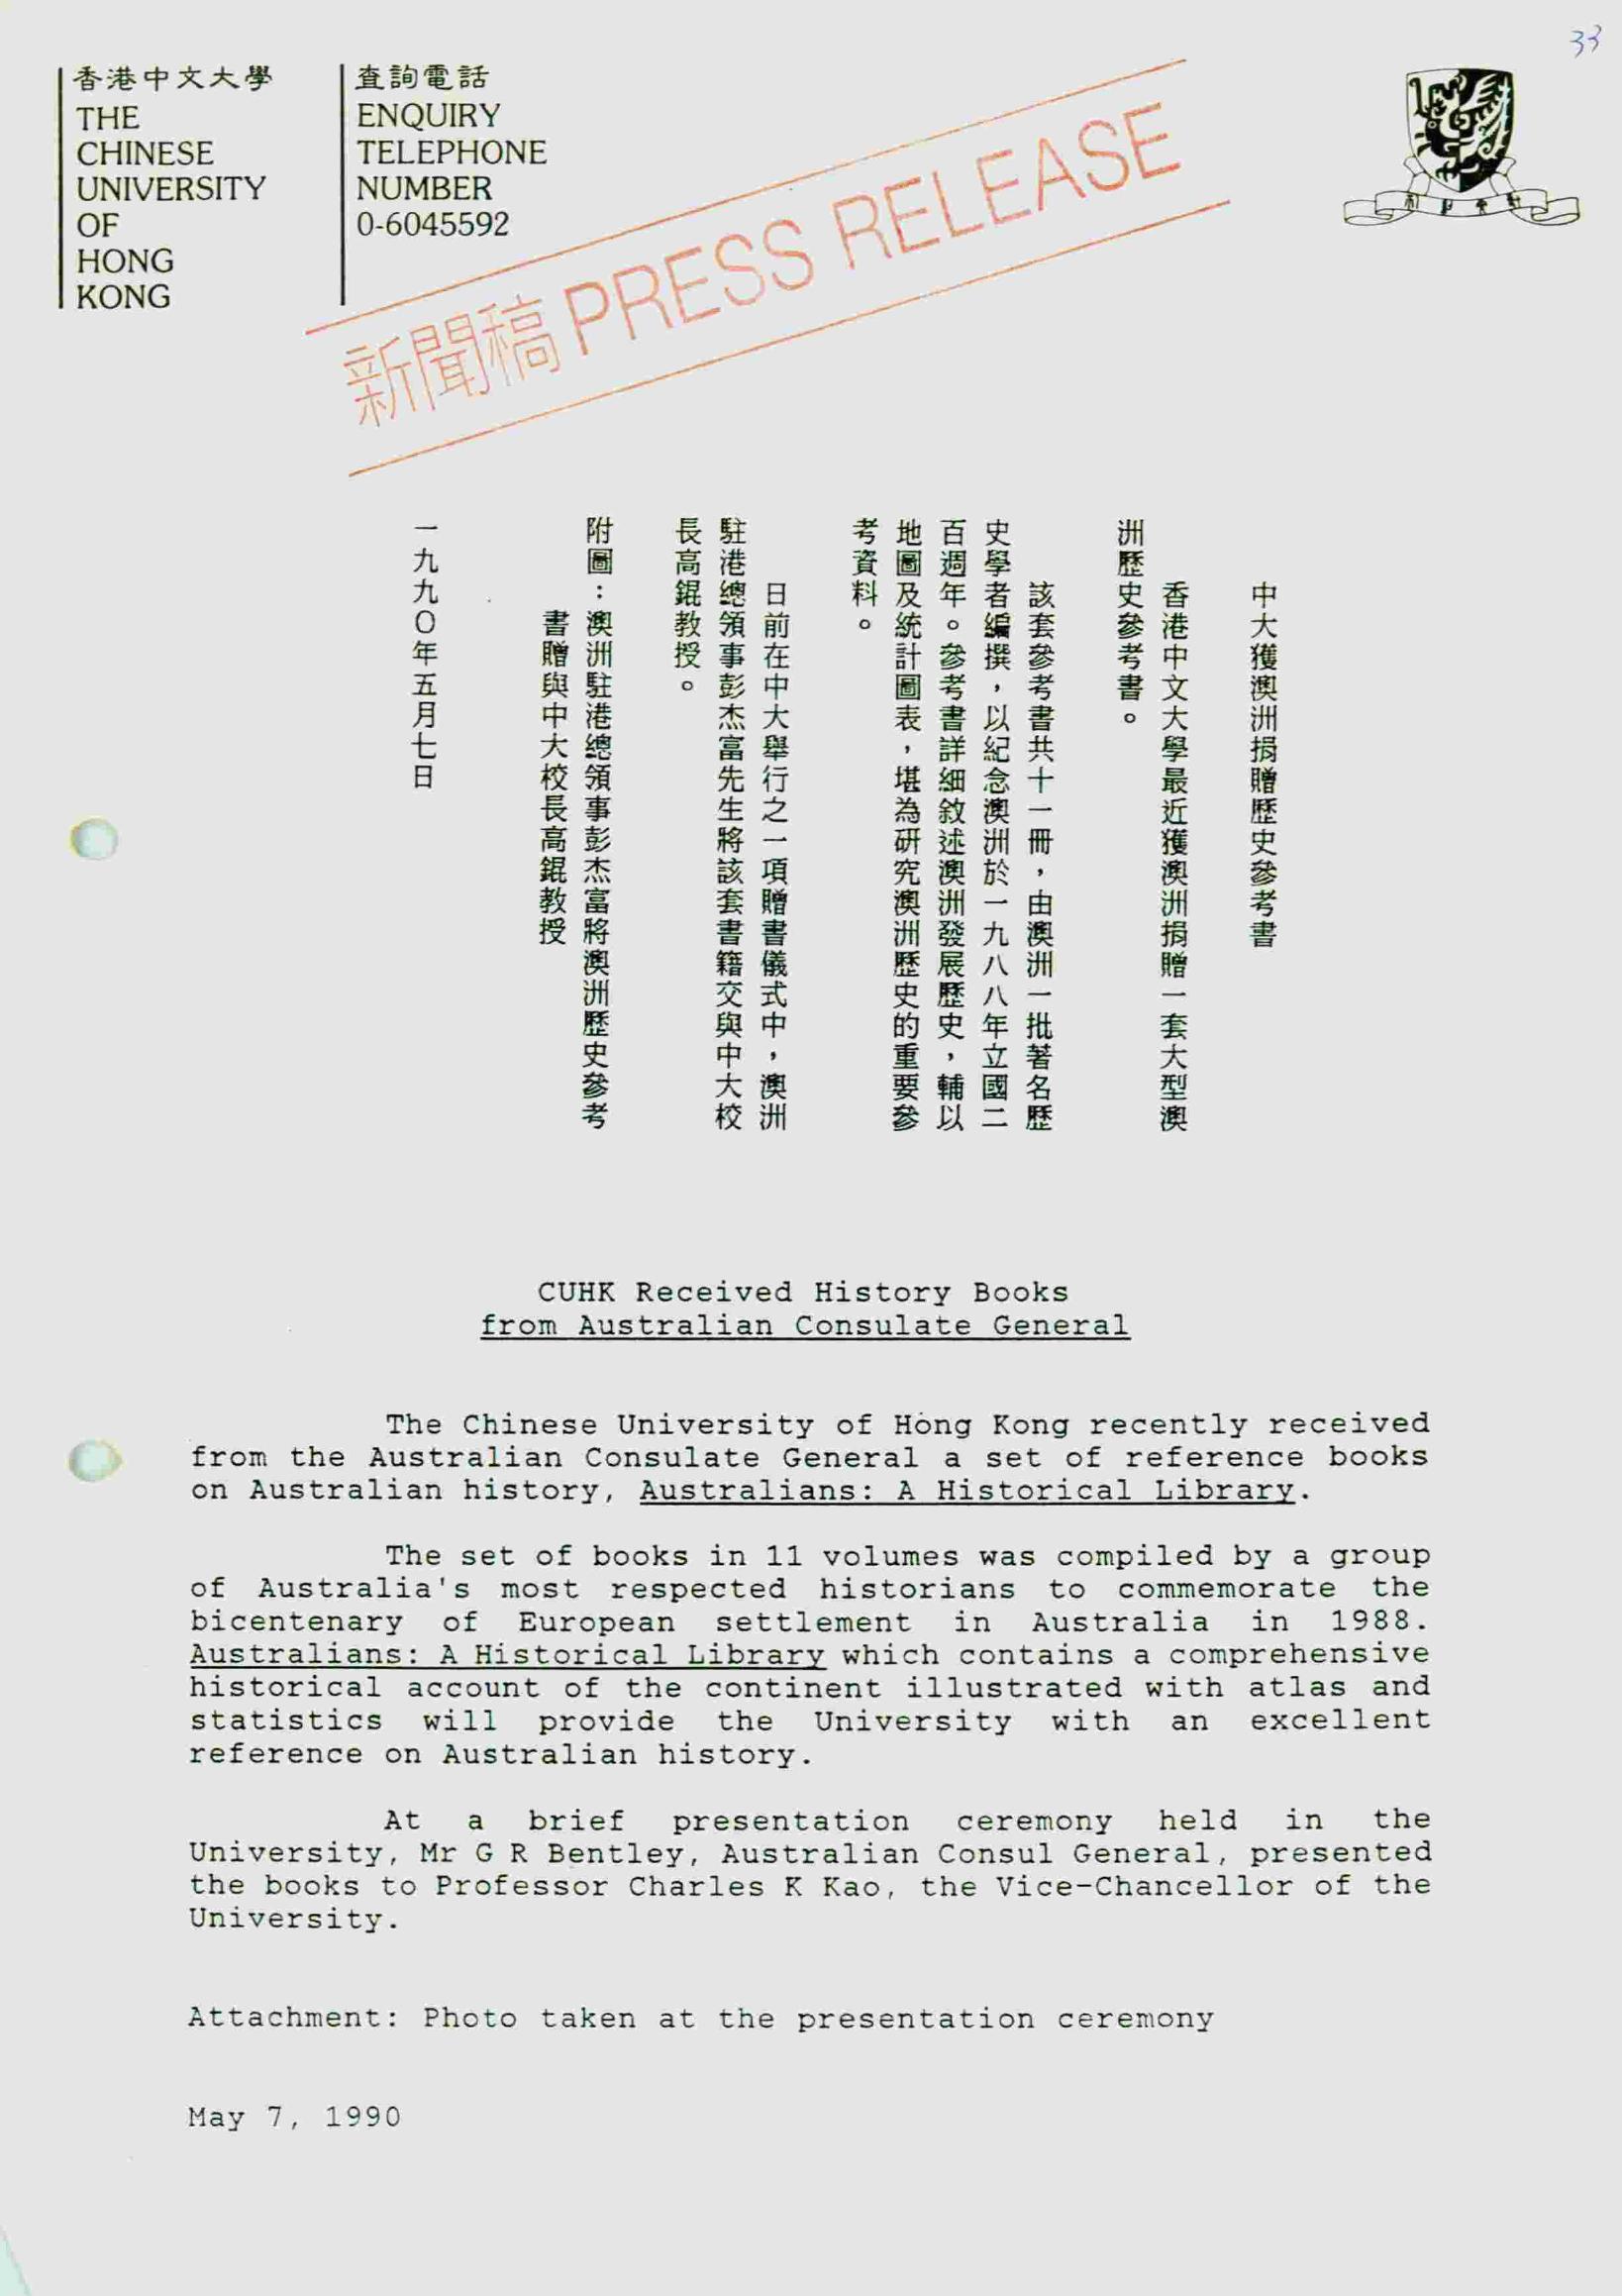 33
香港中文大學
THE
CHINESE
UNIVERSITY
OF
HONG
KONG
查詢電話
ENQUIRY
TELEPHONE
NUMBER
0-6045592
新聞稿 PRESS RELEASE
中大獲澳洲捐贈歷史參考書
香港中文大學最近獲澳洲捐贈一套大型澳
洲歷史參考書。
該套參考書共十一冊，由澳洲一批著名歷
史學者編撰，以紀念澳洲於一九八八年立國二
百週年。參考書詳細敘述澳洲發展歷史，輔以
地圖及統計圖表，堪為研究澳洲歷史的重要參
考資料。
日前在中大舉行之一項贈書儀式中，澳洲
駐港總領事彭杰富先生將該套書籍交與中大校
長高錕教授。
附圖：澳洲駐港總領事彭杰富將澳洲歷史參考
書贈與中大校長高錕教授
一九九〇年五月七日
CUHK Received History Books
from Australian Consulate General
The Chinese University of Hong Kong recently received
from the Australian Consulate General a set of reference books
on Australian history, Australians: A Historical Library.
The set of books in 11 volumes was compiled by a group
of Australia's most respected historians to commemorate the
bicentenary of European settlement in Australia in 1988.
Australians: A Historical Library which contains a comprehensive
historical account of the continent illustrated with atlas and
statistics will provide the University with an excellent
reference on Australian history.
At a brief presentation ceremony held in the
University, Mr G R Bentley, Australian Consul General, presented
the books to Professor Charles K Kao, the Vice-Chancellor of the
University.
Attachment: Photo taken at the presentation ceremony
May 7, 1990